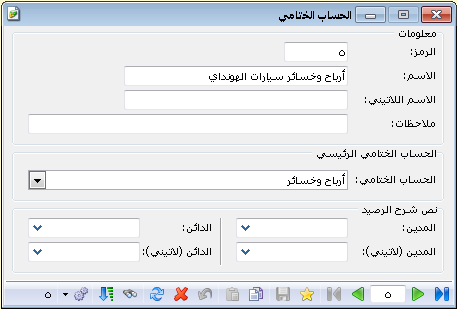 الحساب الختامي
معلومات
الرمز: ٥
الاسم: أرباح وخسائر سيارات الهونداي
الاسم اللاتيني:
ملاحظات:
الحساب الختامي الرئيسي
الحساب الختامي: أرباح وخسائر
نص شرح الرصيد
المدين: الدائن:
المدين (لاتيني): الدائن (لاتيني):
٥ ٥